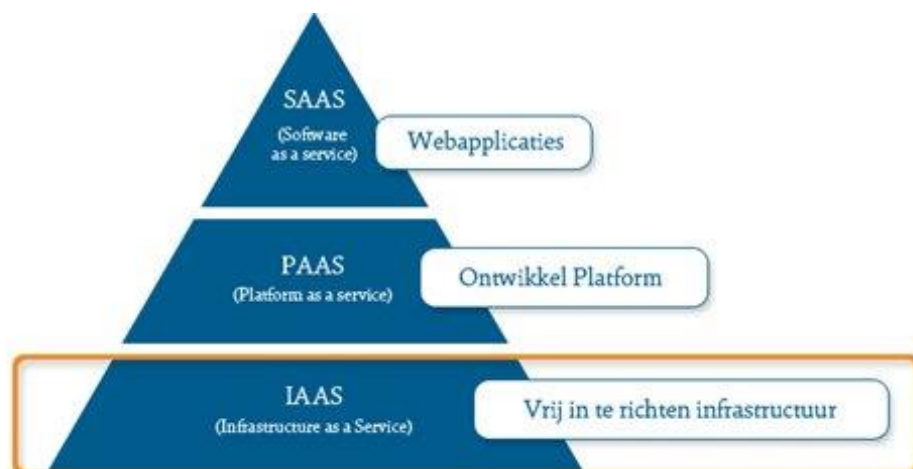 SAAS
(Software
as a service)
Webapplicaties
PAAS
(Platform as a service)
Ontwikkel Platform
IAAS
(Infrastructure as a Service)
Vrij in te richten infrastructuur